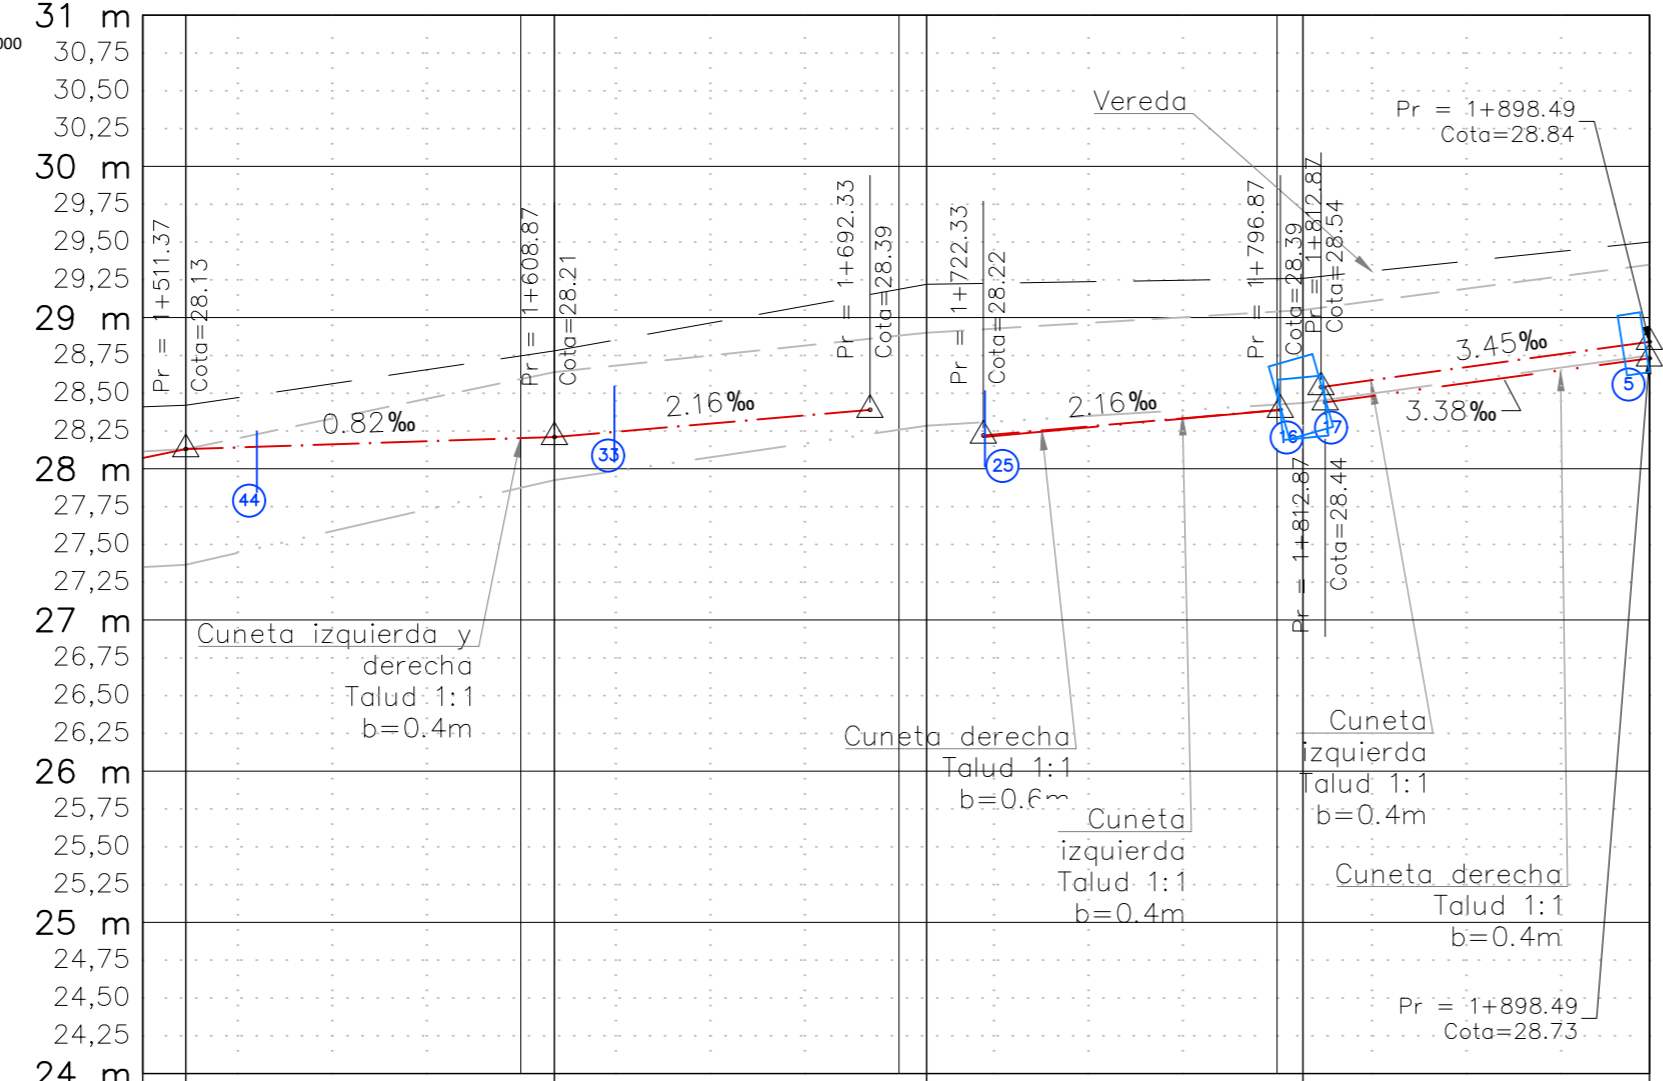 31 m
000
30,75
30,50
30,25
30 m
29,75
29,50
29,25
29 m
28,75
28,50
28,25
28 m
27,75
27,50
27,25
27 m
26,75
26,50
26,25
26 m
25,75
25,50
25,25
25 m
24,75
24,50
24,25
24 m
Pr = 1+511.37
Cota=28.13
Pr = 1+608.87
Cota=28.21
Pr = 1+692.33
Cota=28.39
Pr = 1+722.33
Cota=28.22
Pr = 1+796.87
Cota=28.39
Pr = 1+812.87
Cota=28.54
Pr = 1+812.87
Cota=28.44
Vereda
Pr = 1+898.49
Cota=28.84
0.82‰
2.16‰
2.16‰
3.45‰
3.38‰
44
33
25
16
17
5
Cuneta izquierda y
derecha
Talud 1:1
b=0.4m
Cuneta derecha
Talud 1:1
b=0.6m
Cuneta
izquierda
Talud 1:1
b=0.4m
Cuneta
izquierda
Talud 1:1
b=0.4m
Cuneta derecha
Talud 1:1
b=0.4m
Pr = 1+898.49
Cota=28.73